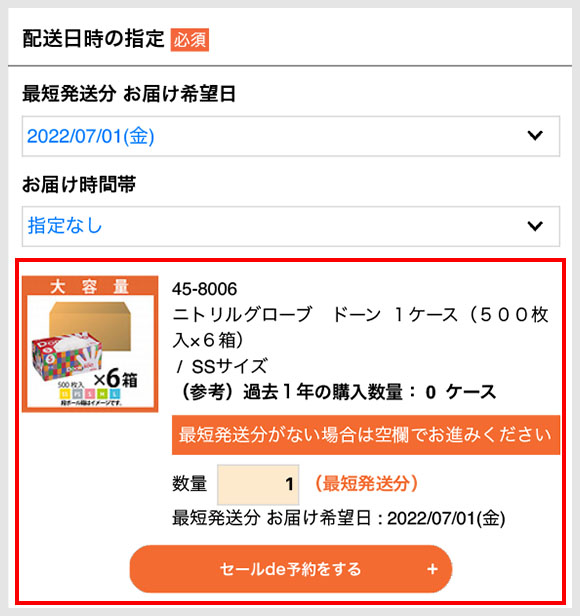 配送日時の指定 必須
最短発送分 お届け希望日
2022/07/01(金)
お届け時間帯
指定なし
大容量
500枚入 ×6箱
SS S M L
段ボール箱はイメージです。
45-8006
ニトリルグローブ　ドーン １ケース（５００枚
入×６箱）
/ SSサイズ
（参考）過去１年の購入数量： 0 ケース
最短発送分がない場合は空欄でお進みください
数量 1 （最短発送分）
最短発送分 お届け希望日 : 2022/07/01(金)
セールde予約をする +